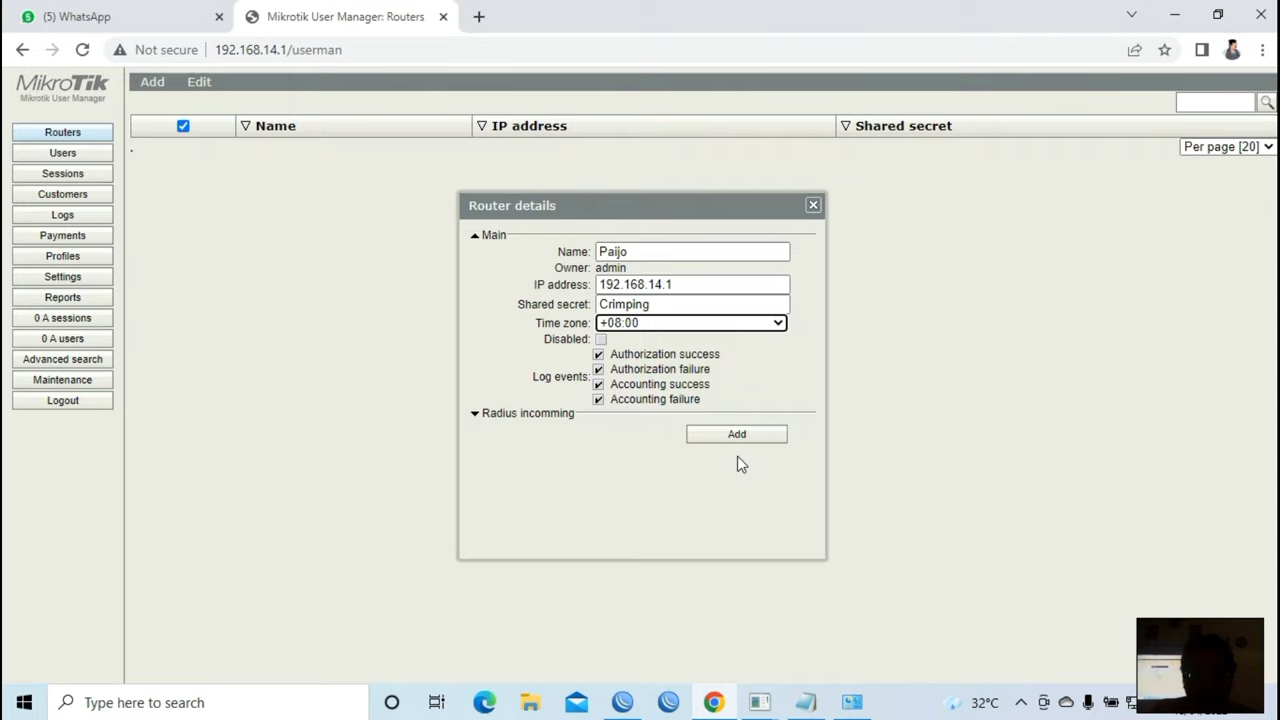 5 (5) WhatsApp
Mikrotik User Manager: Routers
Not secure 192.168.14.1/userman
MikroTik
Mikrotik User Manager
Add Edit
Name IP address Shared secret
Per page [20]
.
Routers
Users
Sessions
Customers
Logs
Payments
Profiles
Settings
Reports
0 A sessions
0 A users
Advanced search
Maintenance
Logout
Router details
Main
Name: Paijo
Owner: admin
IP address: 192.168.14.1
Shared secret: Crimping
Time zone: +08:00
Disabled:
Log events:
Authorization success
Authorization failure
Accounting success
Accounting failure
Radius incomming
Add
Type here to search
32°C